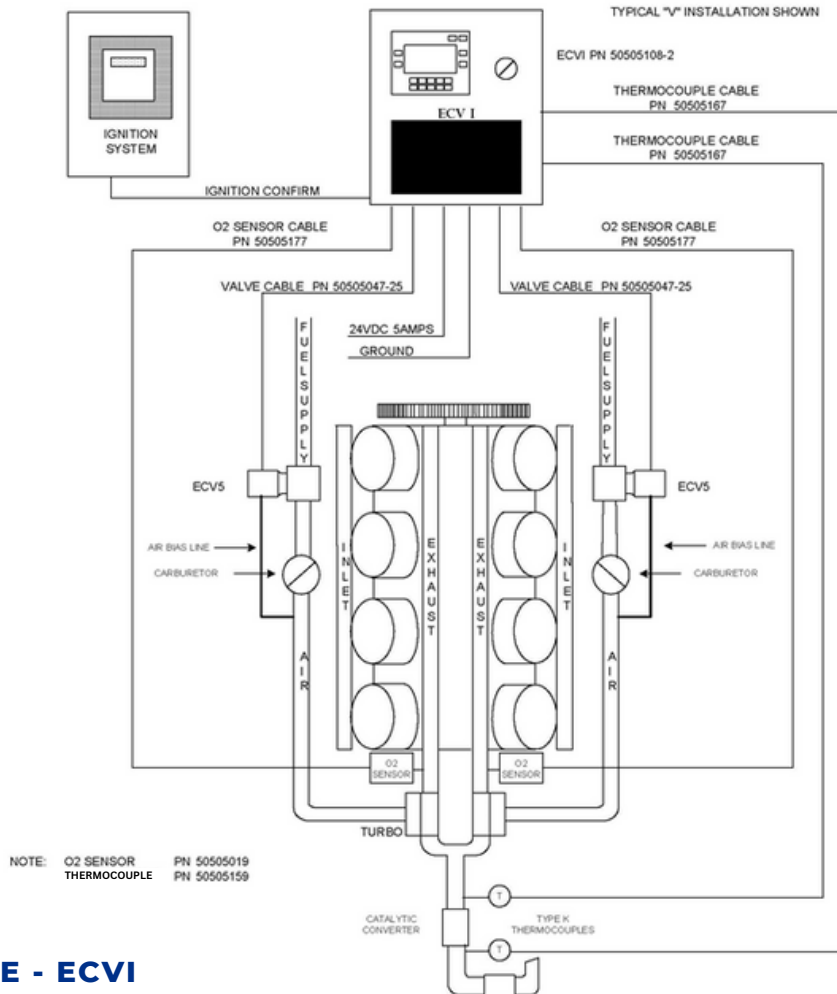 TYPICAL "V" INSTALLATION SHOWN
ECVI PN 50505108-2
THERMOCOUPLE CABLE
PN 50505167
ECV I
IGNITION
SYSTEM
THERMOCOUPLE CABLE
PN 50505167
IGNITION CONFIRM
O2 SENSOR CABLE
PN 50505177
O2 SENSOR CABLE
PN 50505177
VALVE CABLE PN 50505047-25
VALVE CABLE PN 50505047-25
24VDC 5AMPS
GROUND
FUELSUPPLY
FUELSUPPLY
ECV5
ECV5
AIR BIAS LINE
AIR BIAS LINE
CARBURETOR
CARBURETOR
INLET
EXHAUST
EXHAUST
INLET
AIR
AIR
O2
SENSOR
O2
SENSOR
TURBO
NOTE: O2 SENSOR PN 50505019
THERMOCOUPLE PN 50505159
T
CATALYTIC
CONVERTER
TYPE K
THERMOCOUPLES
T
E - ECVI